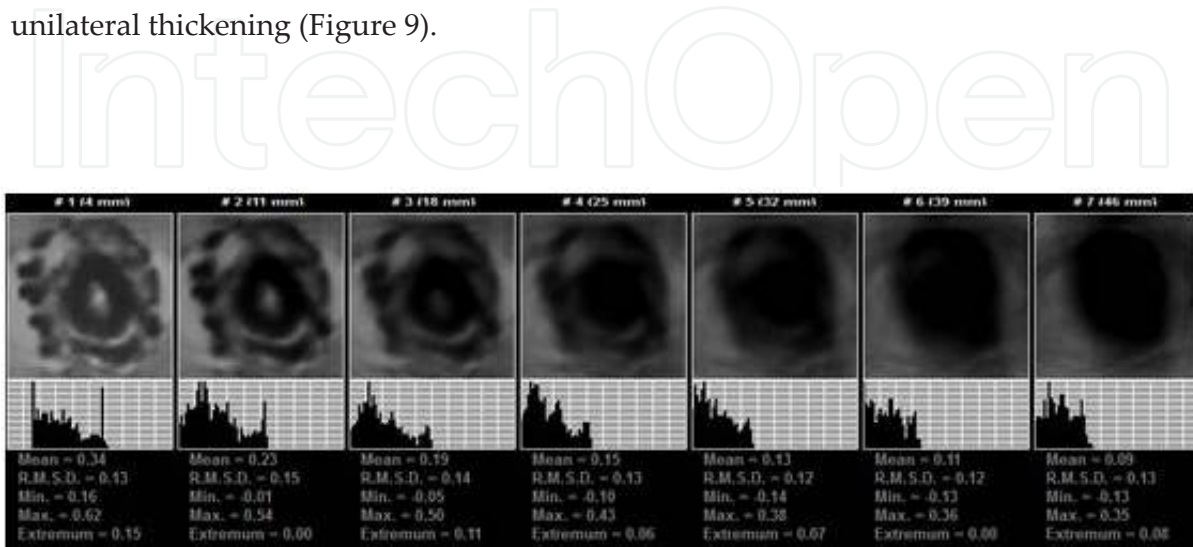 unilateral thickening (Figure 9).
IntechOpen
# 1 (4 mm) # 2 (11 mm) # 3 (18 mm) # 4 (25 mm) # 5 (32 mm) # 6 (39 mm) # 7 (46 mm)
Mean = 0.34 Mean = 0.23 Mean = 0.19 Mean = 0.15 Mean = 0.13 Mean = 0.11 Mean = 0.09
R.M.S.D. = 0.13 R.M.S.D. = 0.15 R.M.S.D. = 0.14 R.M.S.D. = 0.13 R.M.S.D. = 0.12 R.M.S.D. = 0.12 R.M.S.D. = 0.13
Min. = 0.16 Min. = -0.01 Min. = -0.05 Min. = -0.10 Min. = -0.14 Min. = -0.13 Min. = -0.13
Max. = 0.62 Max. = 0.54 Max. = 0.50 Max. = 0.43 Max. = 0.38 Max. = 0.36 Max. = 0.35
Extremum = 0.15 Extremum = 0.00 Extremum = 0.11 Extremum = 0.06 Extremum = 0.07 Extremum = 0.08